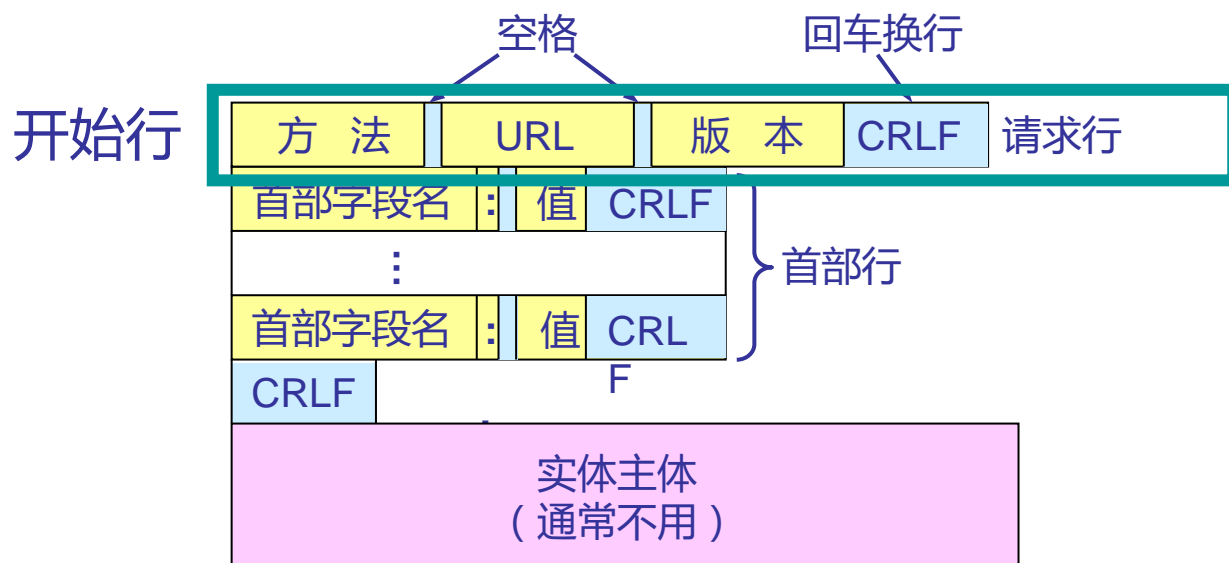 空格 回车换行
开始行 方 法 URL 版 本 CRLF 请求行
首部字段名 : 值 CRLF
⋮ 首部行
首部字段名 : 值 CRL
F
CRLF
实体主体
（通常不用）